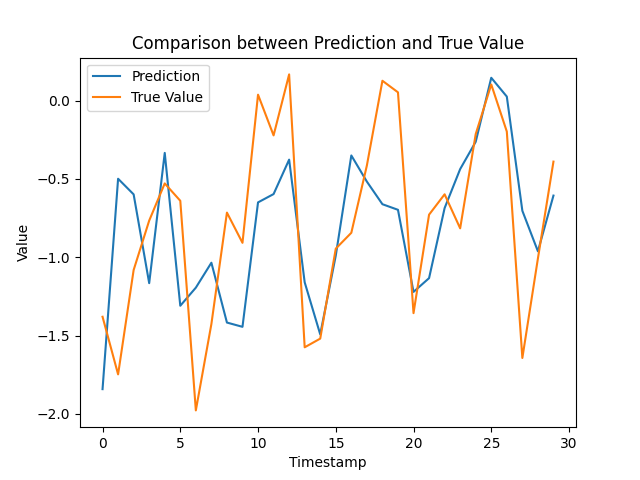 Comparison between Prediction and True Value
Prediction
True Value
0.0
−0.5
−1.0
−1.5
−2.0
Value
0 5 10 15 20 25 30
Timestamp